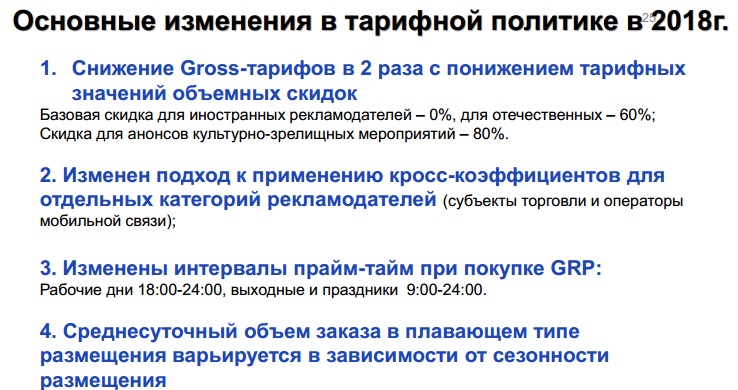 Основные изменения в тарифной политике в 2018г.
25
1. Снижение Gross-тарифов в 2 раза с понижением тарифных
значений объемных скидок
Базовая скидка для иностранных рекламодателей – 0%, для отечественных – 60%;
Скидка для анонсов культурно-зрелищных мероприятий – 80%.
2. Изменен подход к применению кросс-коэффициентов для
отдельных категорий рекламодателей (субъекты торговли и операторы
мобильной связи);
3. Изменены интервалы прайм-тайм при покупке GRP:
Рабочие дни 18:00-24:00, выходные и праздники 9:00-24:00.
4. Среднесуточный объем заказа в плавающем типе
размещения варьируется в зависимости от сезонности
размещения